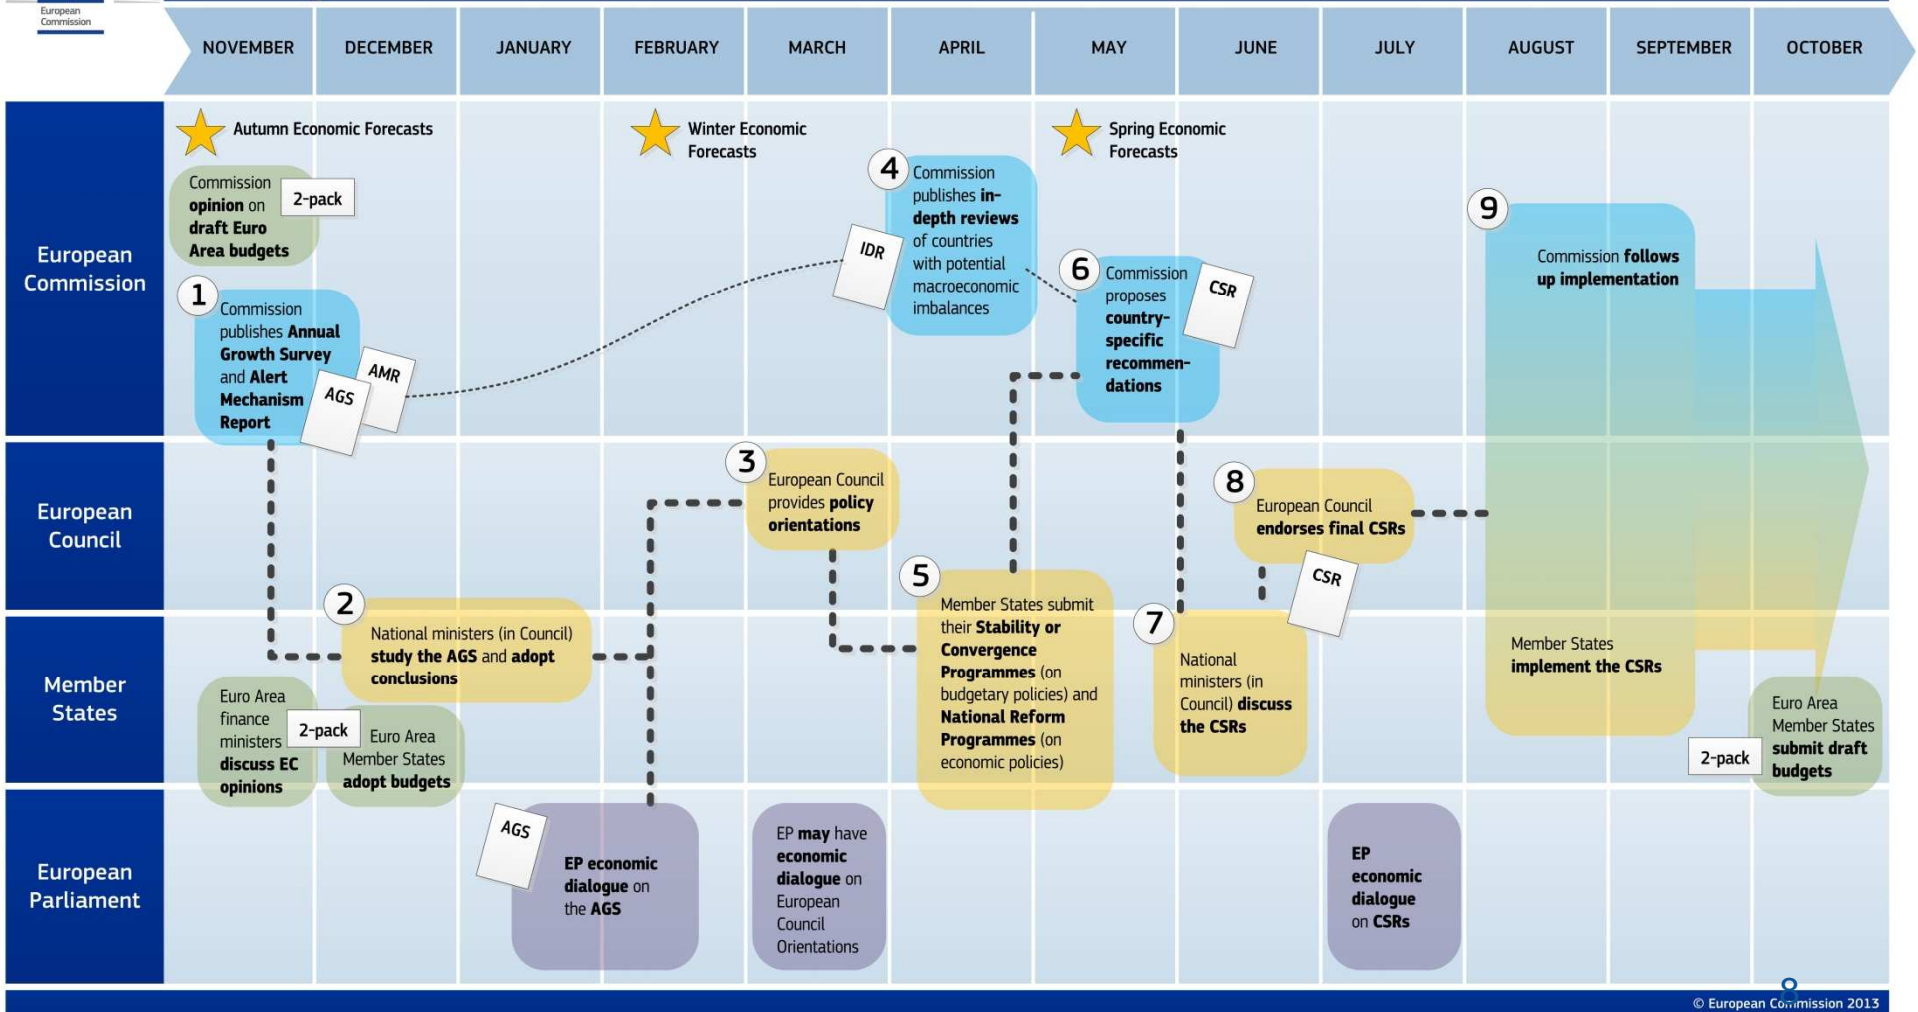 European
Commission
NOVEMBER
DECEMBER
JANUARY
FEBRUARY
MARCH
APRIL
MAY
JUNE
JULY
AUGUST
SEPTEMBER
OCTOBER
European
Commission
Autumn Economic Forecasts
Winter Economic
Forecasts
Spring Economic
Forecasts
Commission
opinion on
draft Euro
Area budgets
2-pack
1
Commission
publishes Annual
Growth Survey
and Alert
Mechanism
Report
AGS
AMR
4
Commission
publishes in-
depth reviews
of countries
with potential
macroeconomic
imbalances
IDR
6
Commission
proposes
country-
specific
recommen-
dations
CSR
9
Commission follows
up implementation
European
Council
3
European Council
provides policy
orientations
8
European Council
endorses final CSRs
CSR
Member
States
2
National ministers (in Council)
study the AGS and adopt
conclusions
Euro Area
finance
ministers
discuss EC
opinions
2-pack
Euro Area
Member States
adopt budgets
5
Member States submit
their Stability or
Convergence
Programmes (on
budgetary policies) and
National Reform
Programmes (on
economic policies)
7
National
ministers (in
Council) discuss
the CSRs
Member States
implement the CSRs
2-pack
Euro Area
Member States
submit draft
budgets
European
Parliament
AGS
EP economic
dialogue on
the AGS
EP may have
economic
dialogue on
European
Council
Orientations
EP
economic
dialogue
on CSRs
8
© European Commission 2013